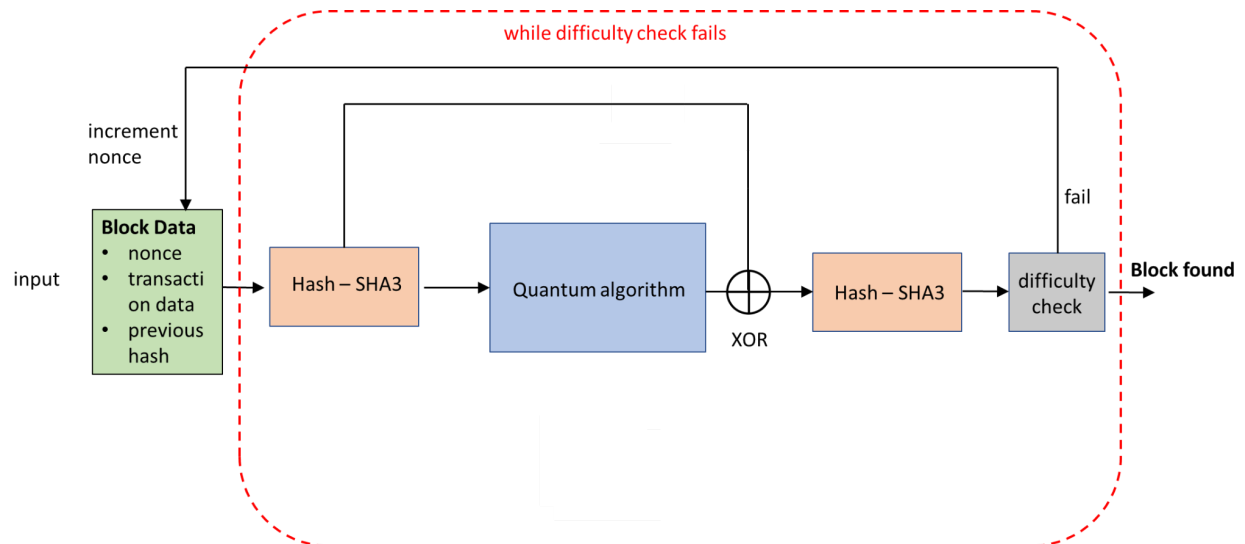 while difficulty check fails
increment
nonce
fail
input
Block Data
• nonce
• transacti
on data
• previous
hash
Hash – SHA3
Quantum algorithm
XOR
Hash – SHA3
difficulty
check
Block found